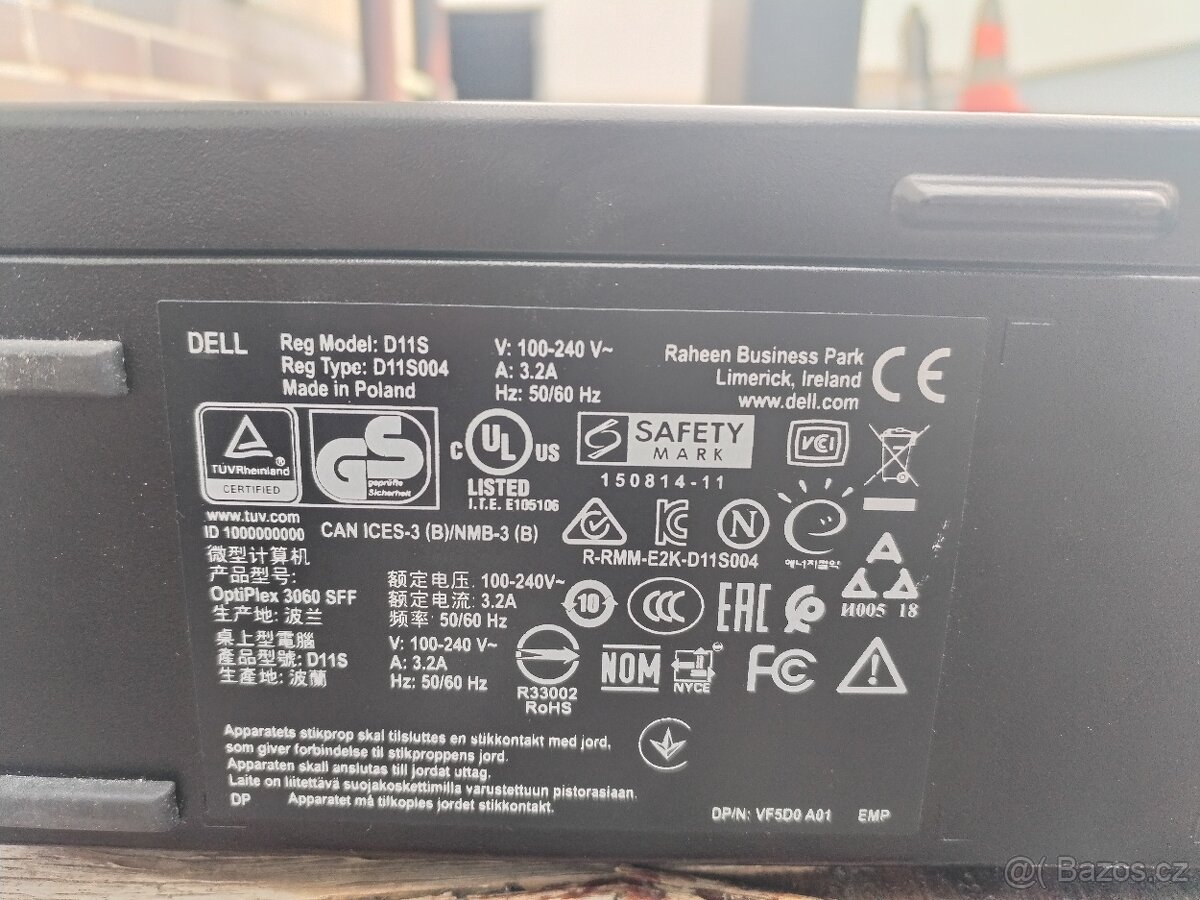 DELL
Reg Model: D11S
Reg Type: D11S004
Made in Poland
V: 100-240 V~
A: 3.2A
Hz: 50/60 Hz
Raheen Business Park
Limerick, Ireland
www.dell.com
CE
TÜVRheinland®
CERTIFIED
GS
geprüfte
Sicherheit
C UL US
LISTED
I.T.E. E105106
SAFETY
MARK
150814-11
VCI
www.tuv.com
ID 1000000000
CAN ICES-3 (B)/NMB-3 (B)
N
R-RMM-E2K-D11S004
에너지절약
И005 18
微型计算机
产品型号:
OptiPlex 3060 SFF
生产地: 波兰
额定电压: 100-240V~
额定电流: 3.2A
频率: 50/60 Hz
10
CCC
EAC
桌上型電腦
產品型號: D11S
生產地: 波蘭
V: 100-240 V~
A: 3.2A
Hz: 50/60 Hz
R33002
RoHS
NOM
NYCE
FC
Apparatets stikprop skal tilsluttes en stikkontakt med jord,
som giver forbindelse til stikproppens jord.
Apparaten skall anslutas till jordat uttag.
Laite on liitettävä suojakoskettimilla varustettuun pistorasiaan.
DP Apparatet må tilkoples jordet stikkontakt.
DP/N: VF5D0 A01 EMP
@( Bazos.cz